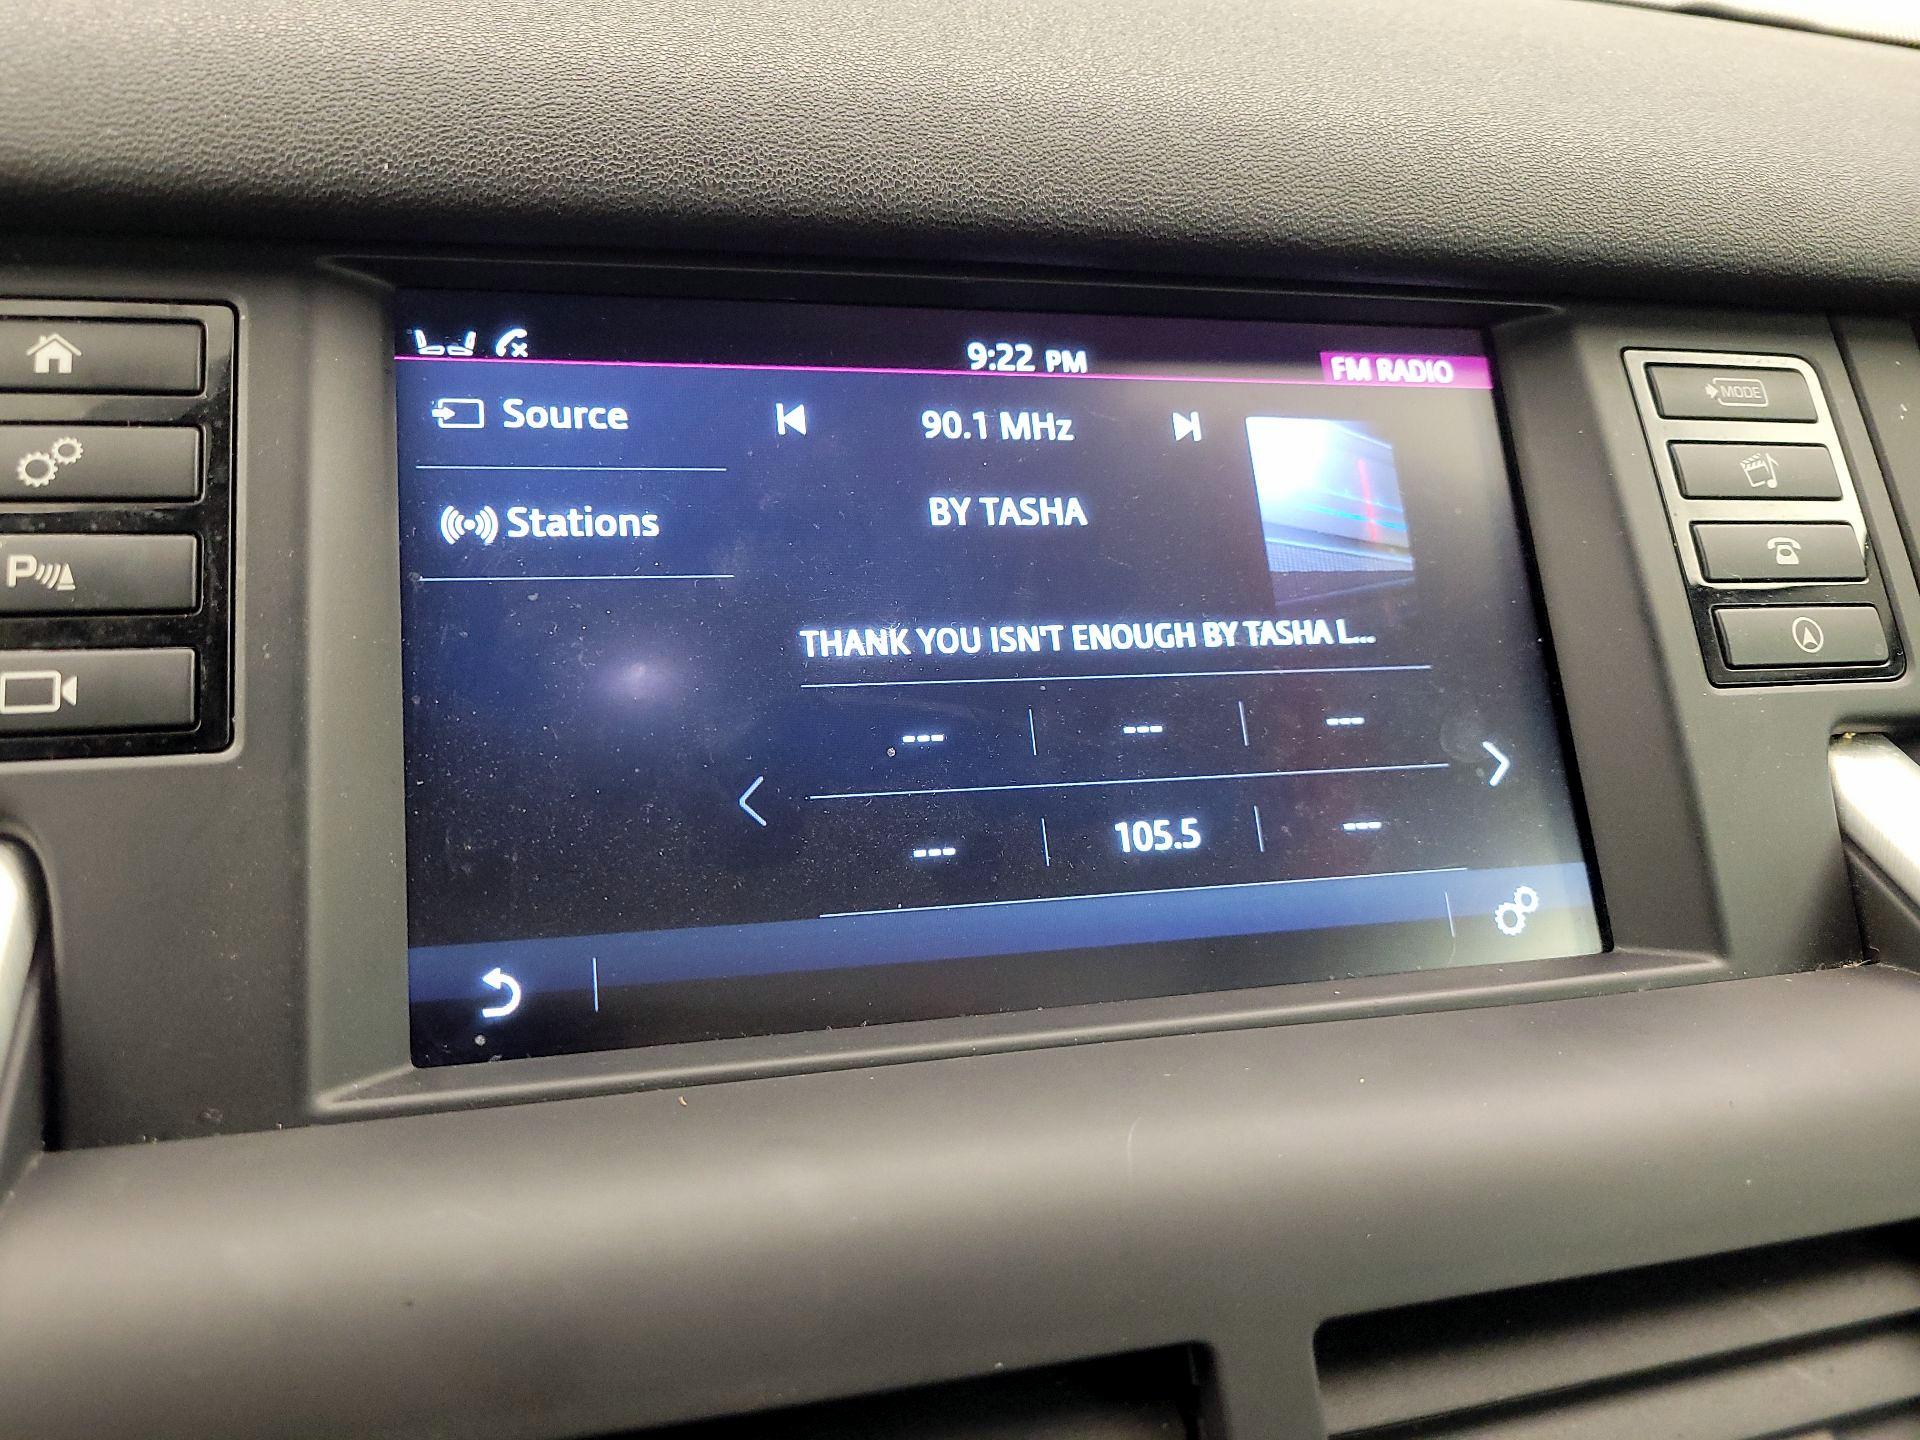 9:22 PM
FM RADIO
Source
90.1 MHz
Stations
BY TASHA
THANK YOU ISN'T ENOUGH BY TASHA L...
--- --- ---
--- 105.5 ---
P
MODE